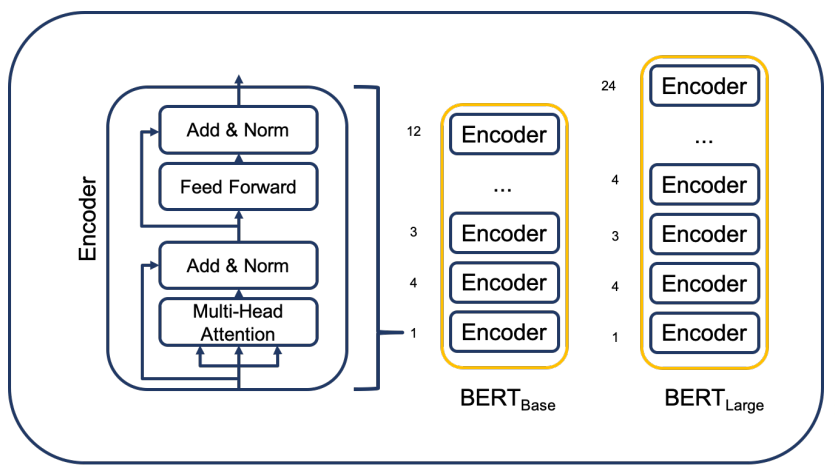 Encoder
Add & Norm
Feed Forward
Add & Norm
Multi-Head
Attention
12
Encoder
...
3
Encoder
4
Encoder
1
Encoder
BERTBase
24
Encoder
...
4
Encoder
3
Encoder
4
Encoder
1
Encoder
BERTLarge